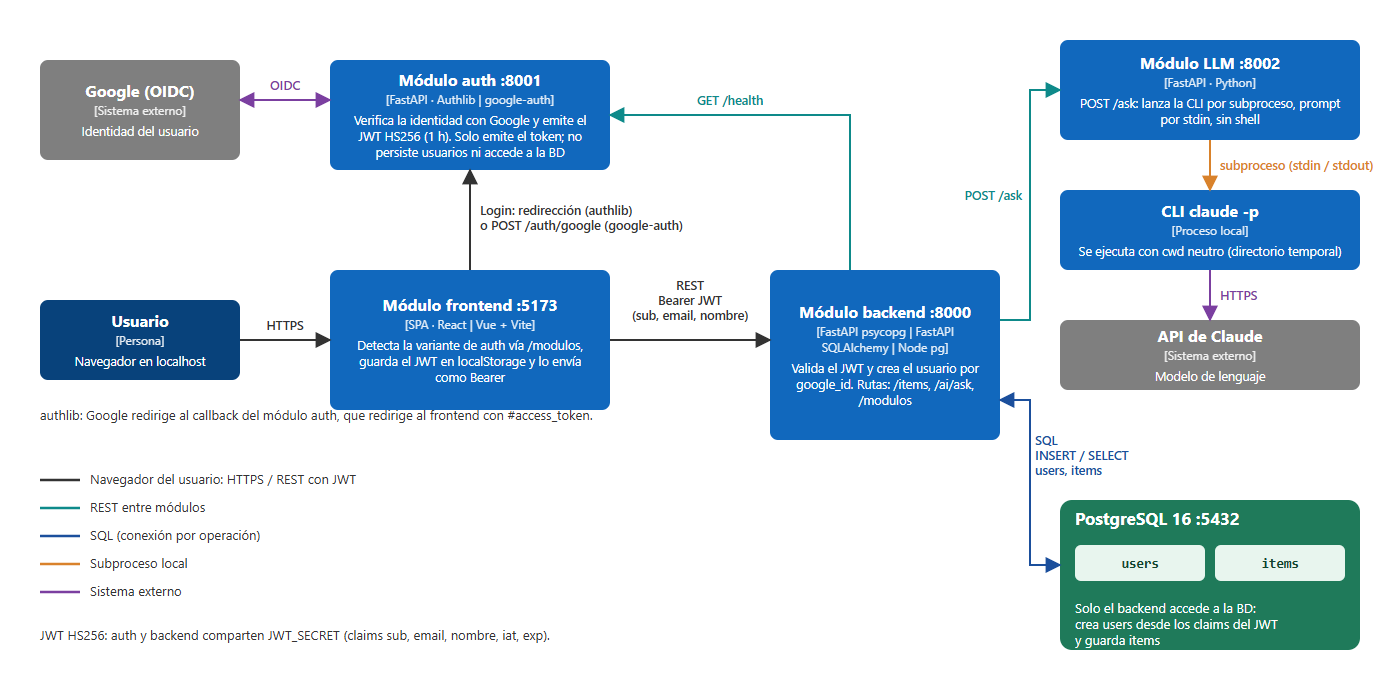 Google (OIDC)
[Sistema externo]
Identidad del usuario
OIDC
Módulo auth :8001
[FastAPI · Authlib | google-auth]
Verifica la identidad con Google y emite el
JWT HS256 (1 h). Solo emite el token; no
persiste usuarios ni accede a la BD
GET /health
Módulo LLM :8002
[FastAPI · Python]
POST /ask: lanza la CLI por subproceso, prompt
por stdin, sin shell
subproceso (stdin / stdout)
POST /ask
CLI claude -p
[Proceso local]
Se ejecuta con cwd neutro (directorio temporal)
HTTPS
API de Claude
[Sistema externo]
Modelo de lenguaje
Login: redirección (authlib)
o POST /auth/google (google-auth)
Usuario
[Persona]
Navegador en localhost
HTTPS
Módulo frontend :5173
[SPA · React | Vue + Vite]
Detecta la variante de auth vía /modulos,
guarda el JWT en localStorage y lo envía
como Bearer
REST
Bearer JWT
(sub, email, nombre)
Módulo backend :8000
[FastAPI psycopg | FastAPI
SQLAlchemy | Node pg]
Valida el JWT y crea el usuario por
google_id. Rutas: /items, /ai/ask,
/modulos
authlib: Google redirige al callback del módulo auth, que redirige al frontend con #access_token.
SQL
INSERT / SELECT
users, items
Navegador del usuario: HTTPS / REST con JWT
REST entre módulos
SQL (conexión por operación)
Subproceso local
Sistema externo
PostgreSQL 16 :5432
users
items
Solo el backend accede a la BD:
crea users desde los claims del JWT
y guarda items
JWT HS256: auth y backend comparten JWT_SECRET (claims sub, email, nombre, iat, exp).